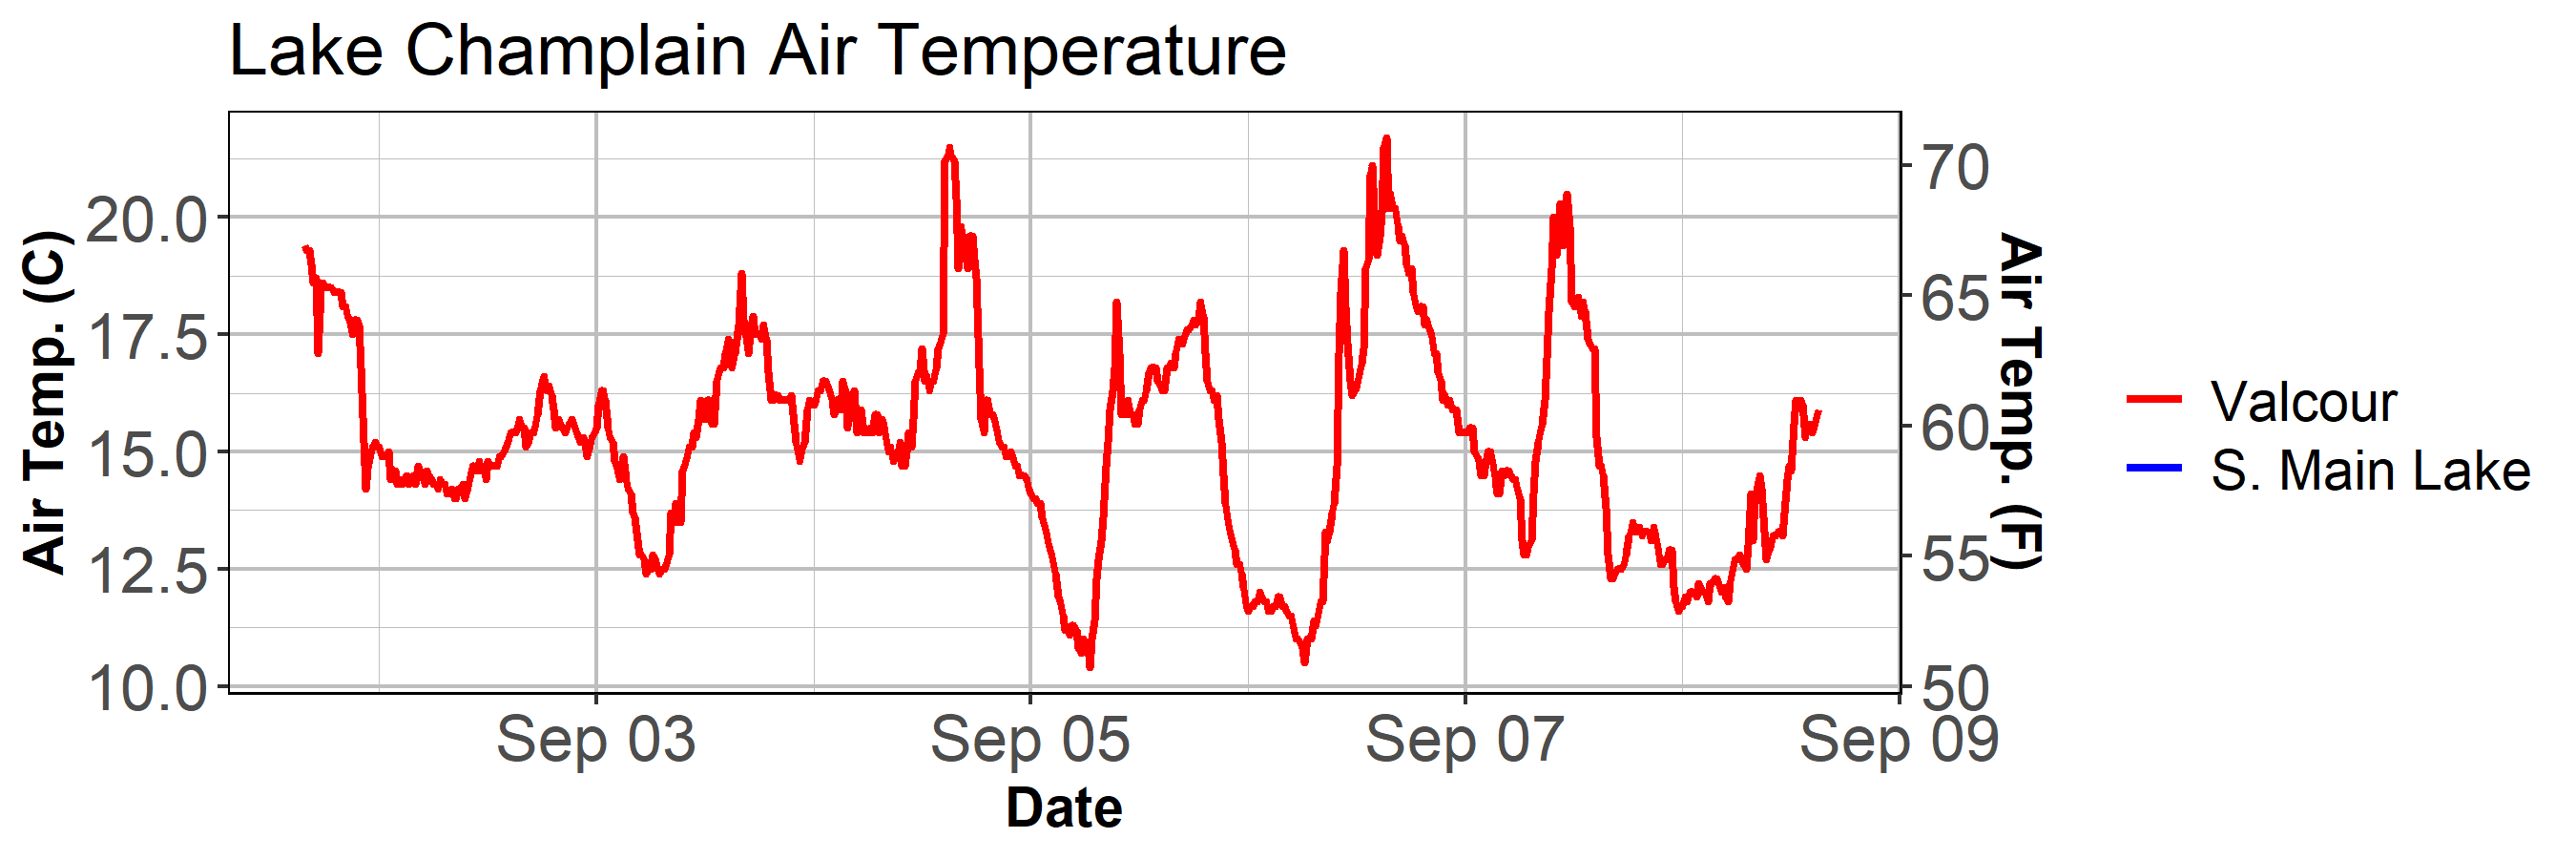 Lake Champlain Air Temperature
Air Temp. (C)
20.0
17.5
15.0
12.5
10.0
70
65
60
55
50
Air Temp. (F)
Sep 03
Sep 05
Sep 07
Sep 09
Date
Valcour
S. Main Lake